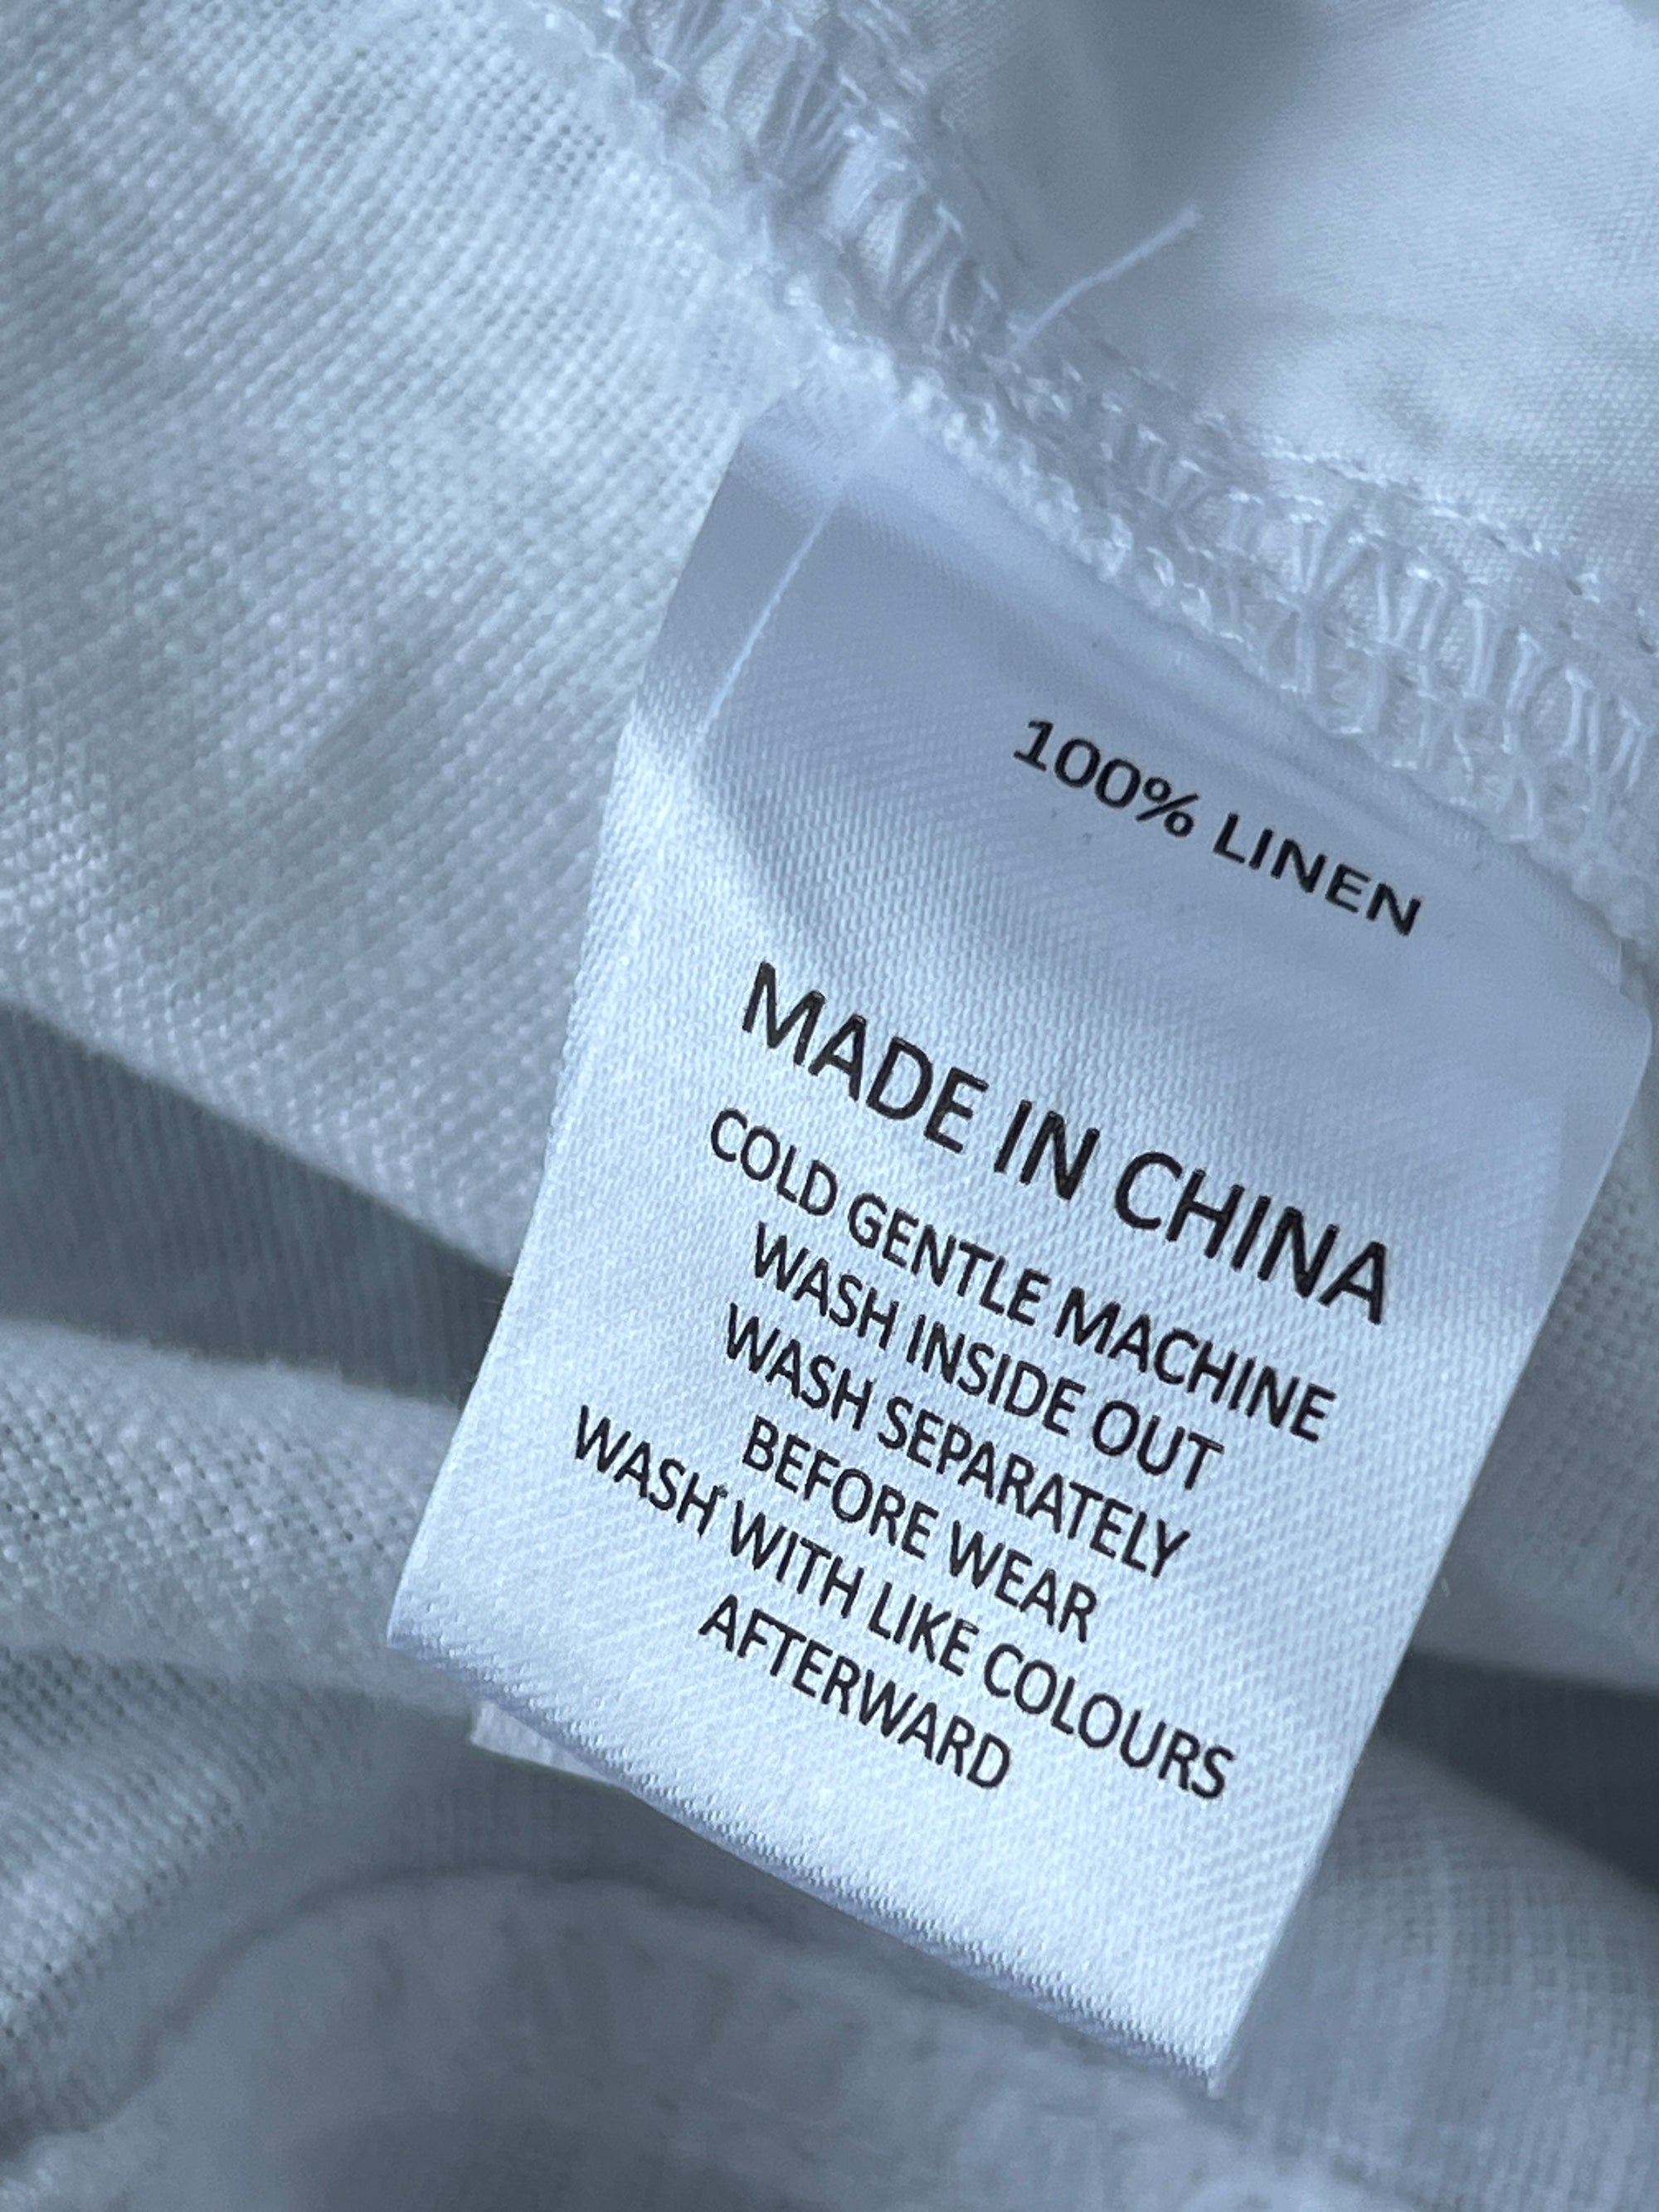 100% LINEN
MADE IN CHINA
COLD GENTLE MACHINE
WASH INSIDE OUT
WASH SEPARATELY
BEFORE WEAR
WASH WITH LIKE COLOURS
AFTERWARD